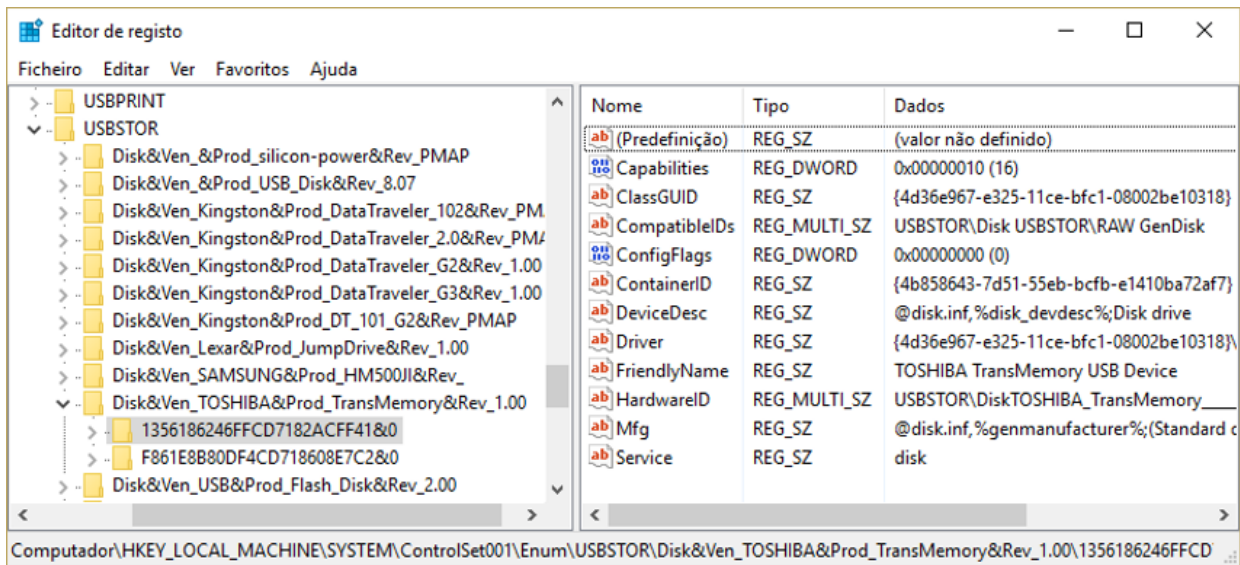 Editor de registo
Ficheiro Editar Ver Favoritos Ajuda
USBPRINT
USBSTOR
Disk&Ven_&Prod_silicon-power&Rev_PMAP
Disk&Ven_&Prod_USB_Disk&Rev_8.07
Disk&Ven_Kingston&Prod_DataTraveler_102&Rev_PM
Disk&Ven_Kingston&Prod_DataTraveler_2.0&Rev_PMA
Disk&Ven_Kingston&Prod_DataTraveler_G2&Rev_1.00
Disk&Ven_Kingston&Prod_DataTraveler_G3&Rev_1.00
Disk&Ven_Kingston&Prod_DT_101_G2&Rev_PMAP
Disk&Ven_Lexar&Prod_JumpDrive&Rev_1.00
Disk&Ven_SAMSUNG&Prod_HM500JI&Rev_
Disk&Ven_TOSHIBA&Prod_TransMemory&Rev_1.00
1356186246FFCD7182ACFF41&0
F861E8B80DF4CD718608E7C2&0
Disk&Ven_USB&Prod_Flash_Disk&Rev_2.00
Nome Tipo Dados
(Predefinição) REG_SZ (valor não definido)
Capabilities REG_DWORD 0x00000010 (16)
ClassGUID REG_SZ {4d36e967-e325-11ce-bfc1-08002be10318}
CompatibleIDs REG_MULTI_SZ USBSTOR\Disk USBSTOR\RAW GenDisk
ConfigFlags REG_DWORD 0x00000000 (0)
ContainerID REG_SZ {4b858643-7d51-55eb-bcfb-e1410ba72af7}
DeviceDesc REG_SZ @disk.inf,%disk_devdesc%;Disk drive
Driver REG_SZ {4d36e967-e325-11ce-bfc1-08002be10318}\
FriendlyName REG_SZ TOSHIBA TransMemory USB Device
HardwareID REG_MULTI_SZ USBSTOR\DiskTOSHIBA_TransMemory____
Mfg REG_SZ @disk.inf,%genmanufacturer%;(Standard d
Service REG_SZ disk
Computador\HKEY_LOCAL_MACHINE\SYSTEM\ControlSet001\Enum\USBSTOR\Disk&Ven_TOSHIBA&Prod_TransMemory&Rev_1.00\1356186246FFCD